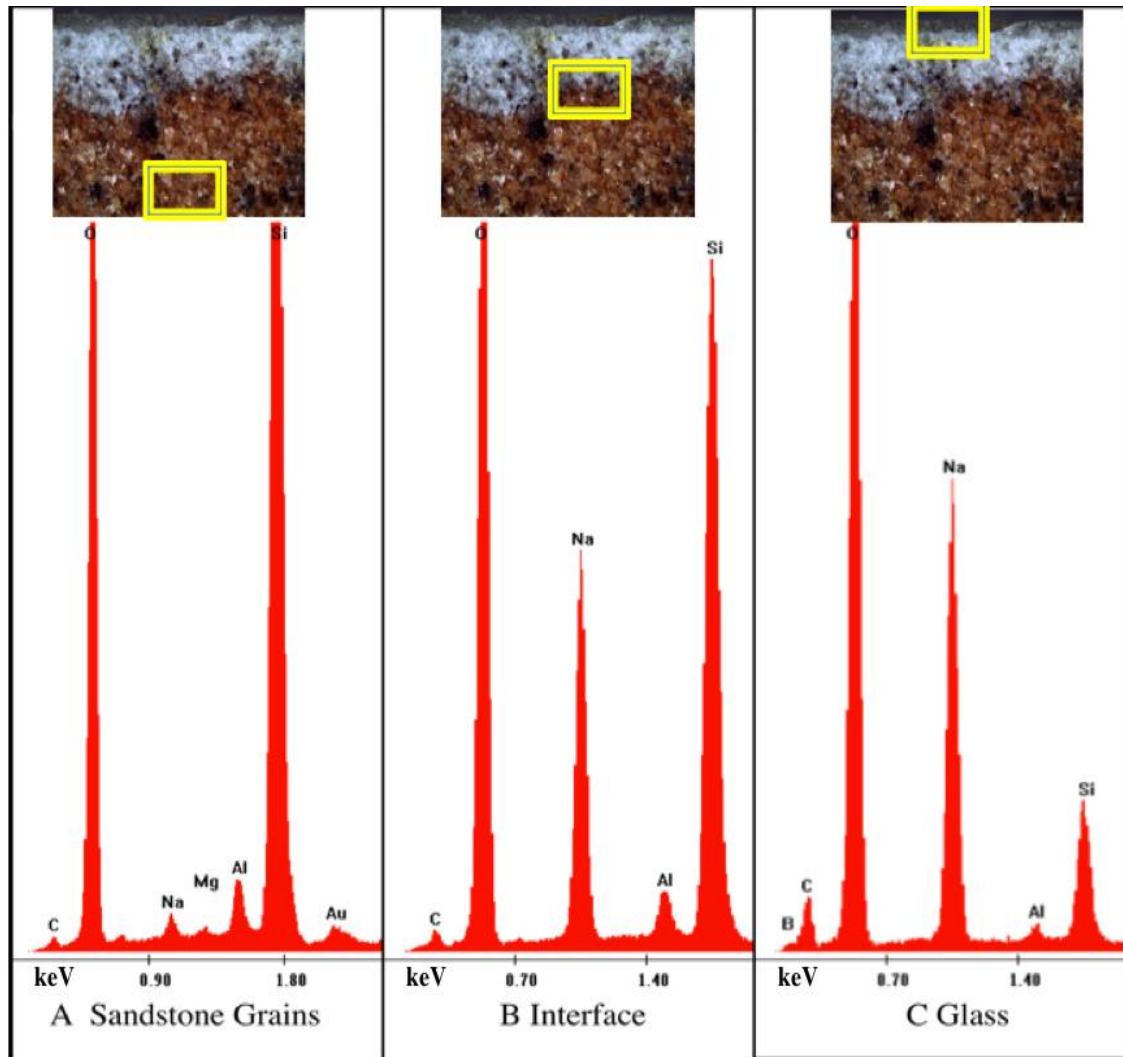 O
Si
C
Na
Mg
Al
Au
keV
0.90
1.80
A Sandstone Grains
O
Si
Na
C
Al
keV
0.70
1.40
B Interface
O
Na
Si
C
B
Al
0.70
1.40
C Glass